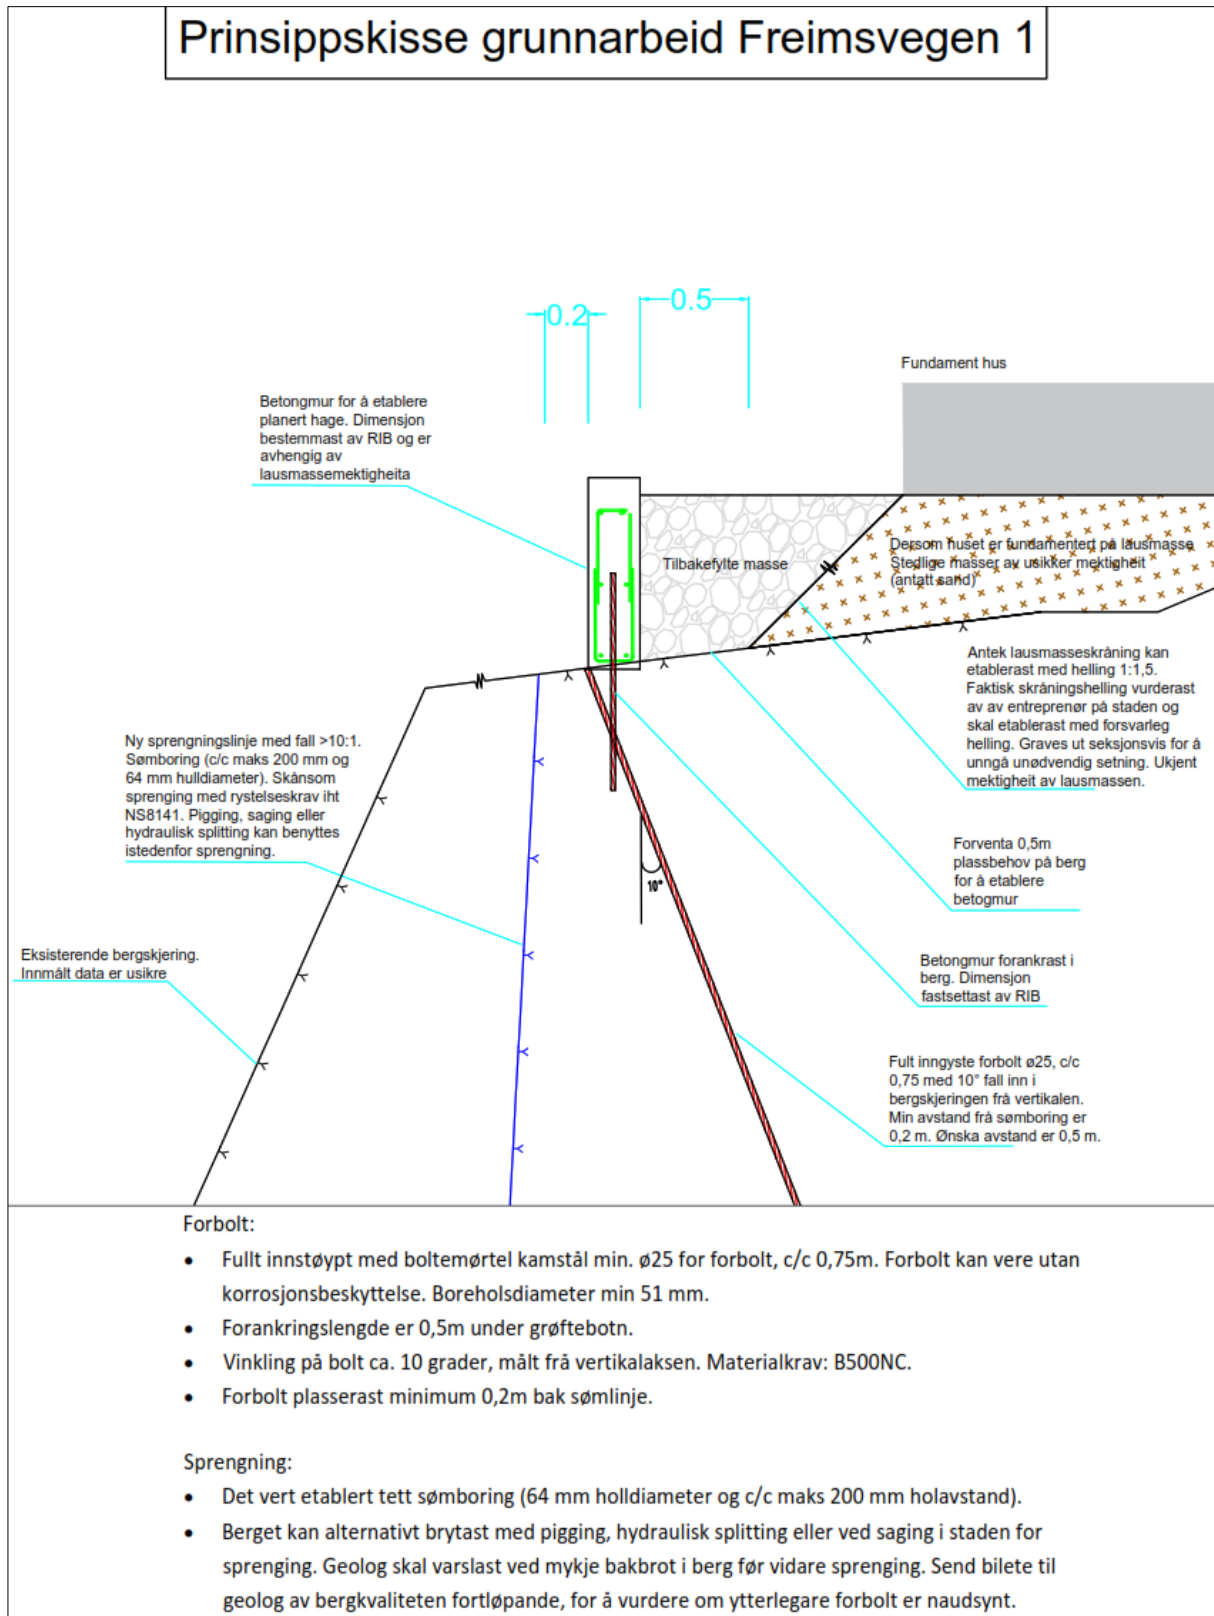 Prinsippskisse grunnarbeid Freimsvegen 1
0.2
0.5
Fundament hus
Betongmur for å etablere
planert hage. Dimensjon
bestemmast av RIB og er
avhengig av
lausmassemektigheita
Tilbakefylte masse
Dersom huset er fundamentert på lausmasse
Stedlige masser av usikker mektigheit
(antatt sand)
Antek lausmasseskråning kan
etablerast med helling 1:1,5.
Faktisk skråningshelling vurderast
av av entreprenør på staden og
skal etablerast med forsvarleg
helling. Graves ut seksjonsvis for å
unngå unødvendig setning. Ukjent
mektigheit av lausmassen.
Ny sprengningslinje med fall >10:1.
Sømboring (c/c maks 200 mm og
64 mm hulldiameter). Skånsom
sprenging med rystelseskrav iht
NS8141. Pigging, saging eller
hydraulisk splitting kan benyttes
istedenfor sprengning.
Forventa 0,5m
plassbehov på berg
for å etablere
betogmur
10°
Eksisterende bergskjering.
Innmålt data er usikre
Betongmur forankrast i
berg. Dimensjon
fastsettast av RIB
Fult inngyste forbolt ø25, c/c
0,75 med 10° fall inn i
bergskjeringen frå vertikalen.
Min avstand frå sømboring er
0,2 m. Ønska avstand er 0,5 m.
Forbolt:
• Fullt innstøypt med boltemørtel kamstål min. ø25 for forbolt, c/c 0,75m. Forbolt kan vere utan
korrosjonsbeskyttelse. Boreholsdiameter min 51 mm.
• Forankringslengde er 0,5m under grøftebotn.
• Vinkling på bolt ca. 10 grader, målt frå vertikalaksen. Materialkrav: B500NC.
• Forbolt plasserast minimum 0,2m bak sømlinje.
Sprengning:
• Det vert etablert tett sømboring (64 mm holldiameter og c/c maks 200 mm holavstand).
• Berget kan alternativt brytast med pigging, hydraulisk splitting eller ved saging i staden for
sprenging. Geolog skal varslast ved mykje bakbrot i berg før vidare sprenging. Send bilete til
geolog av bergkvaliteten fortløpande, for å vurdere om ytterlegare forbolt er naudsynt.